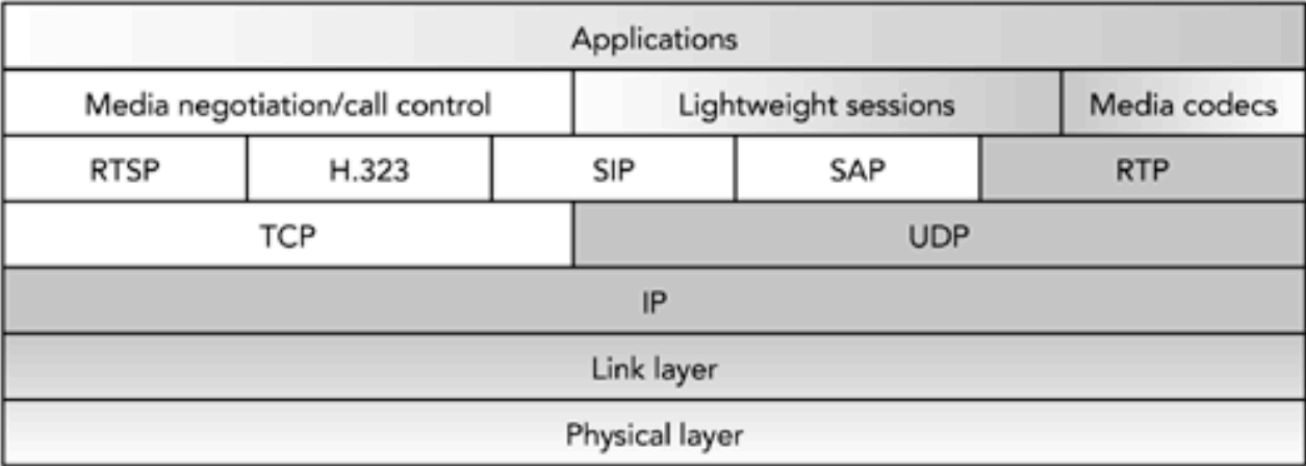 Applications
Media negotiation/call control Lightweight sessions Media codecs
RTSP H.323 SIP SAP RTP
TCP UDP
IP
Link layer
Physical layer